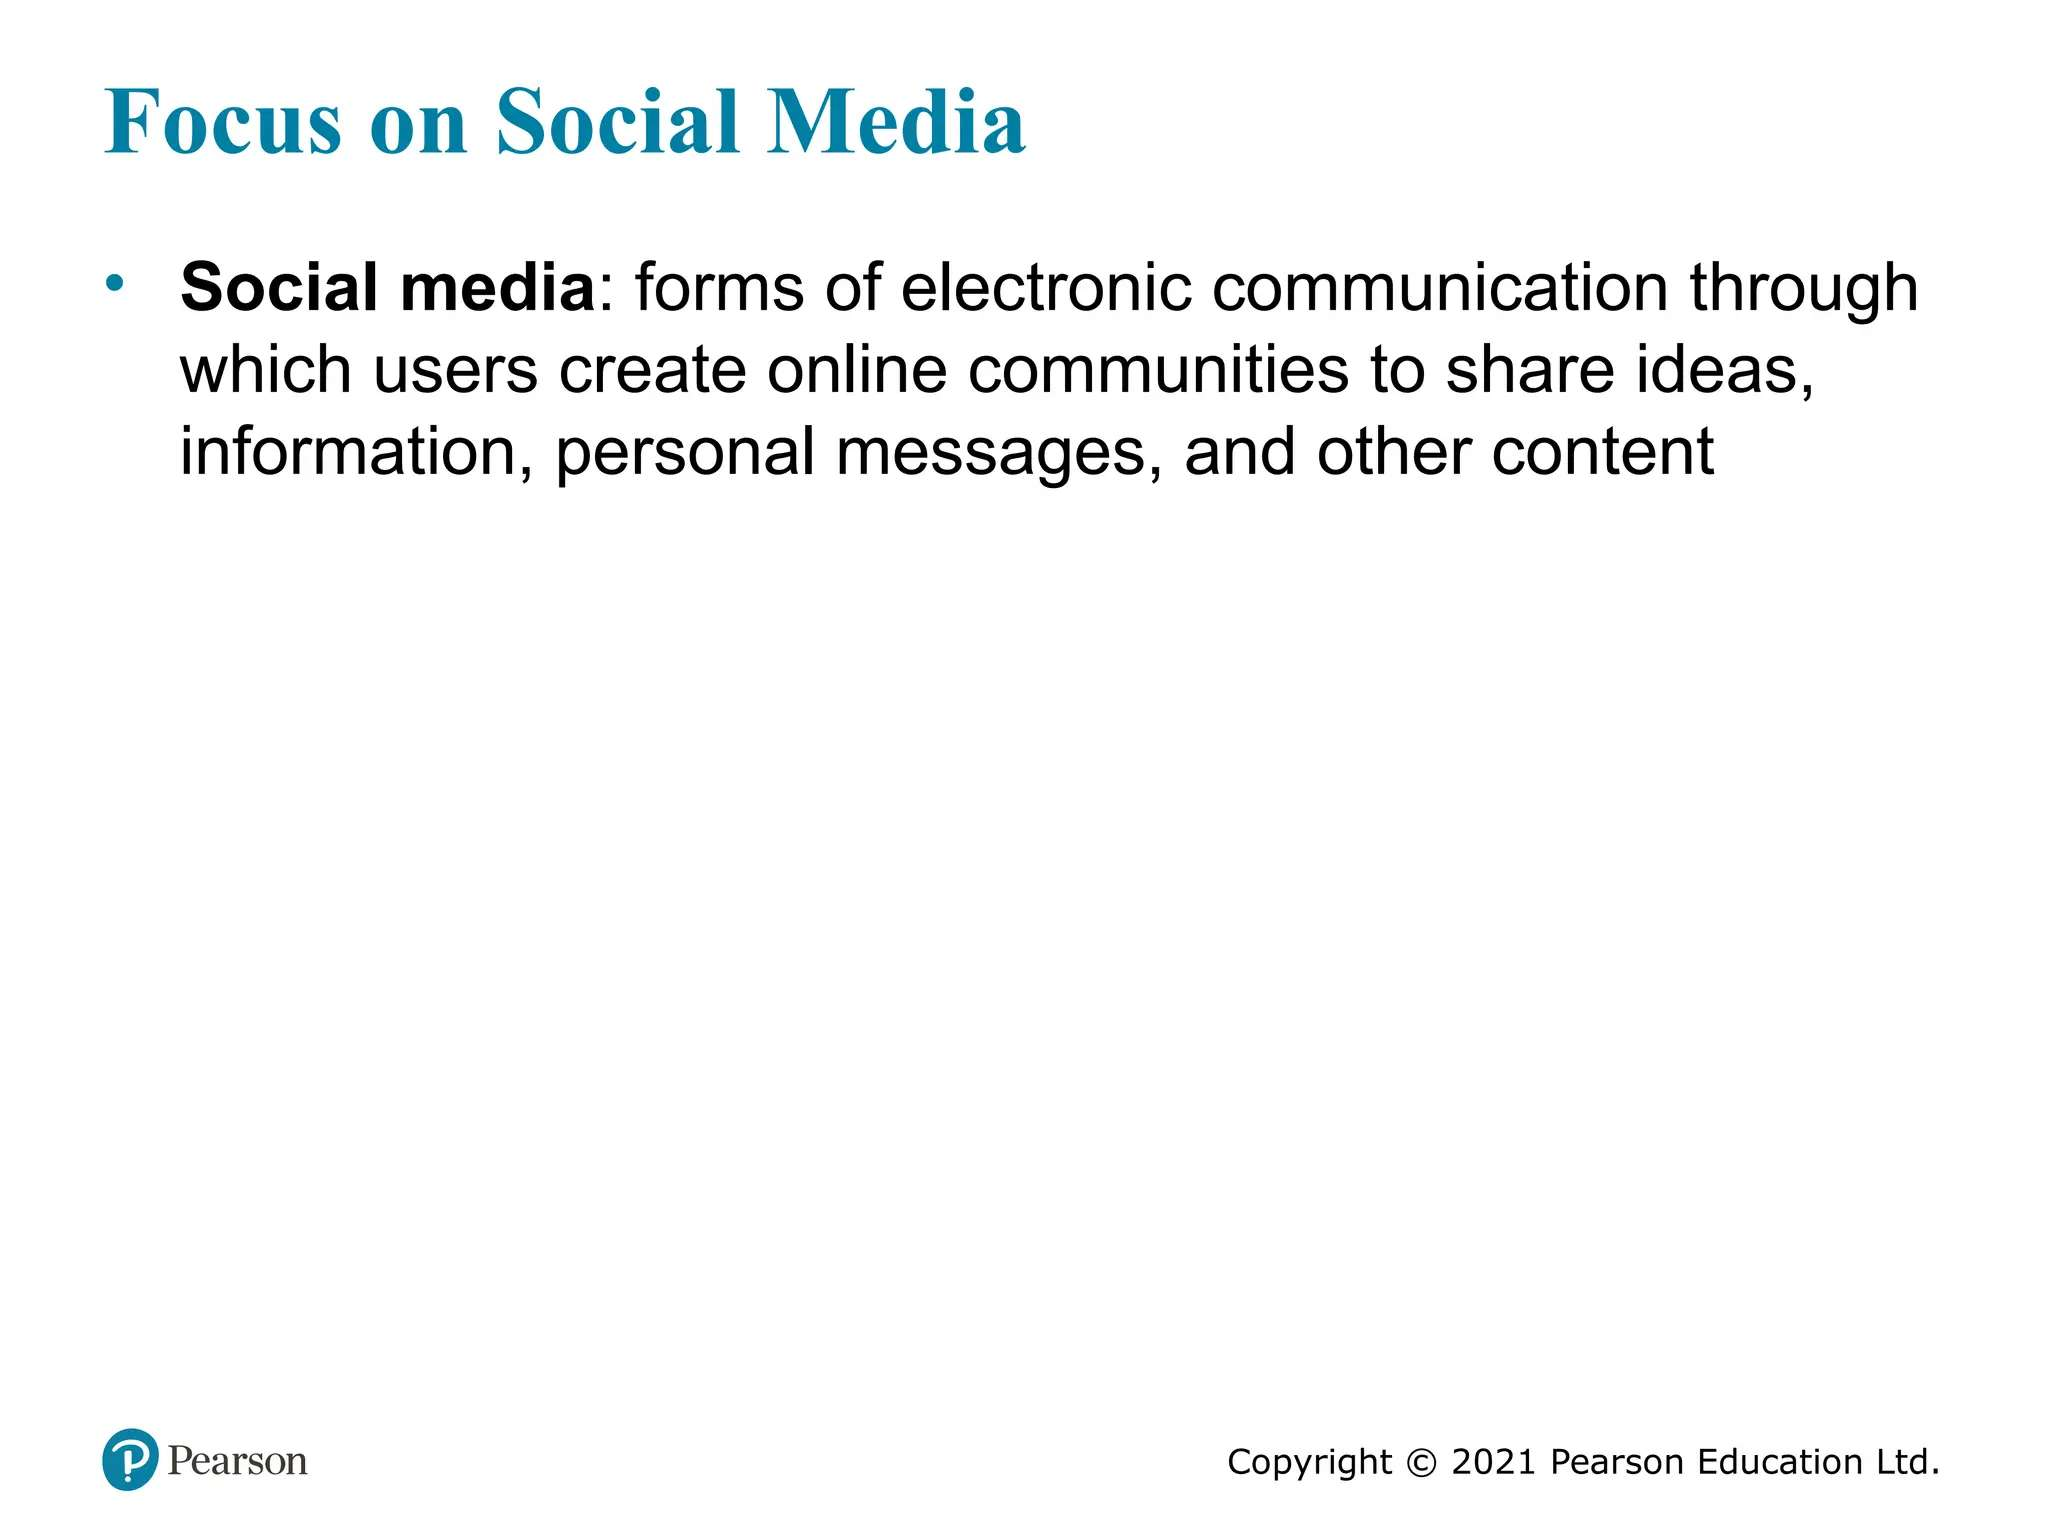 Focus on Social Media
• Social media: forms of electronic communication through
which users create online communities to share ideas,
information, personal messages, and other content
Pearson
Copyright © 2021 Pearson Education Ltd.